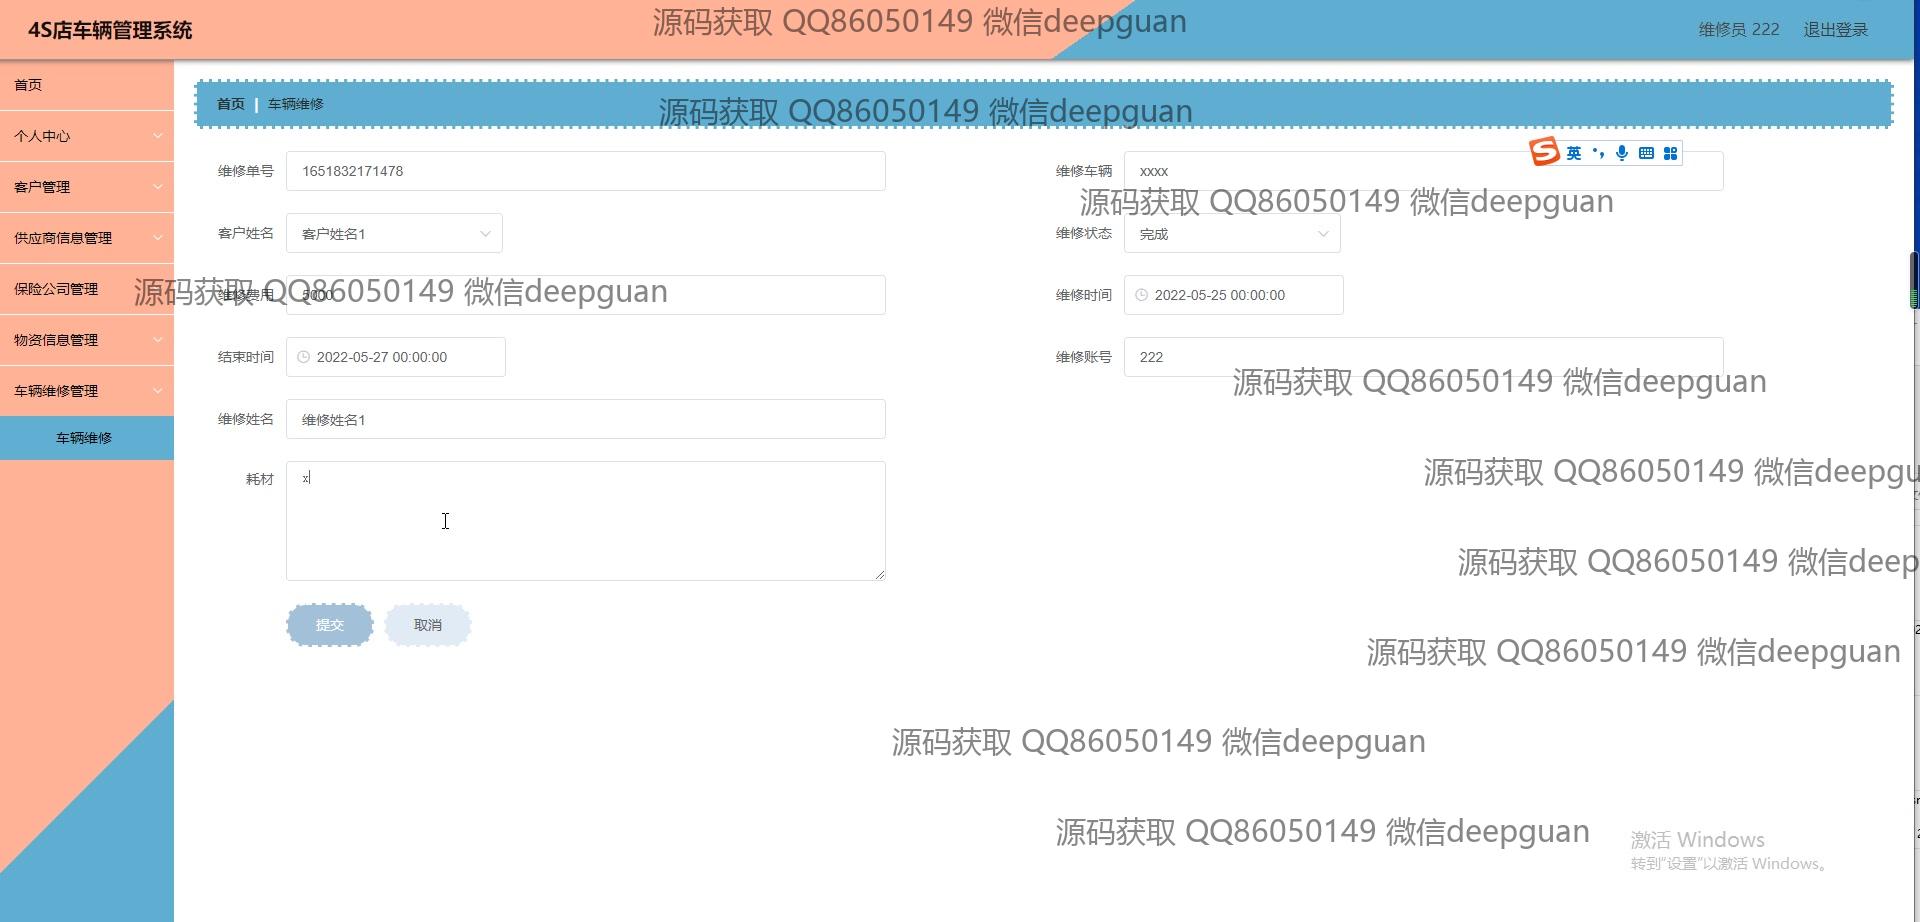 4S店车辆管理系统
源码获取 QQ86050149 微信deepguan
维修员 222 退出登录
首页
个人中心
客户管理
供应商信息管理
保险公司管理
物资信息管理
车辆维修管理
车辆维修
首页 | 车辆维修
源码获取 QQ86050149 微信deepguan
英
维修单号 1651832171478
维修车辆 xxxx
源码获取 QQ86050149 微信deepguan
客户姓名 客户姓名1
维修状态 完成
源码获取 QQ86050149 微信deepguan
维修费用 5000
维修时间 2022-05-25 00:00:00
结束时间 2022-05-27 00:00:00
维修账号 222
源码获取 QQ86050149 微信deepguan
维修姓名 维修姓名1
耗材 x
源码获取 QQ86050149 微信deepgu
源码获取 QQ86050149 微信deep
提交 取消
源码获取 QQ86050149 微信deepguan
源码获取 QQ86050149 微信deepguan
源码获取 QQ86050149 微信deepguan
激活 Windows
转到"设置"以激活 Windows。